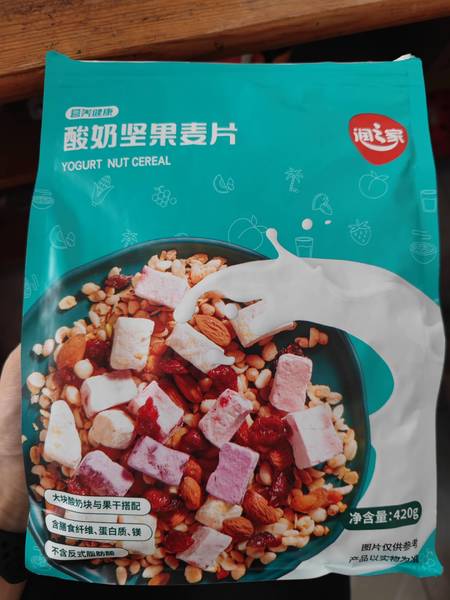 营养健康
酸奶坚果麦片
YOGURT NUT CEREAL
润之家
大块酸奶块与果干搭配
含膳食纤维、蛋白质、镁
不含反式脂肪酸
净含量:420g
图片仅供参考
产品以实物为准